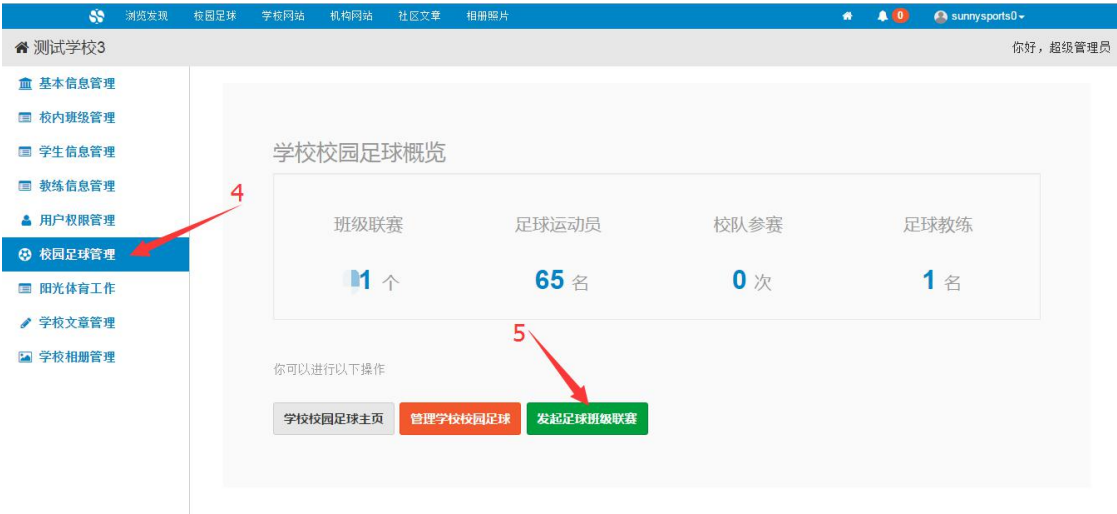 浏览发现 校园足球 学校网站 机构网站 社区文章 相册照片 0 sunnysports0
测试学校3 你好，超级管理员
基本信息管理
校内班级管理
学生信息管理
教练信息管理
用户权限管理
校园足球管理
阳光体育工作
学校文章管理
学校相册管理
4
学校校园足球概览
班级联赛 足球运动员 校队参赛 足球教练
1 个 65 名 0 次 1 名
5
你可以进行以下操作
学校校园足球主页 管理学校校园足球 发起足球班级联赛